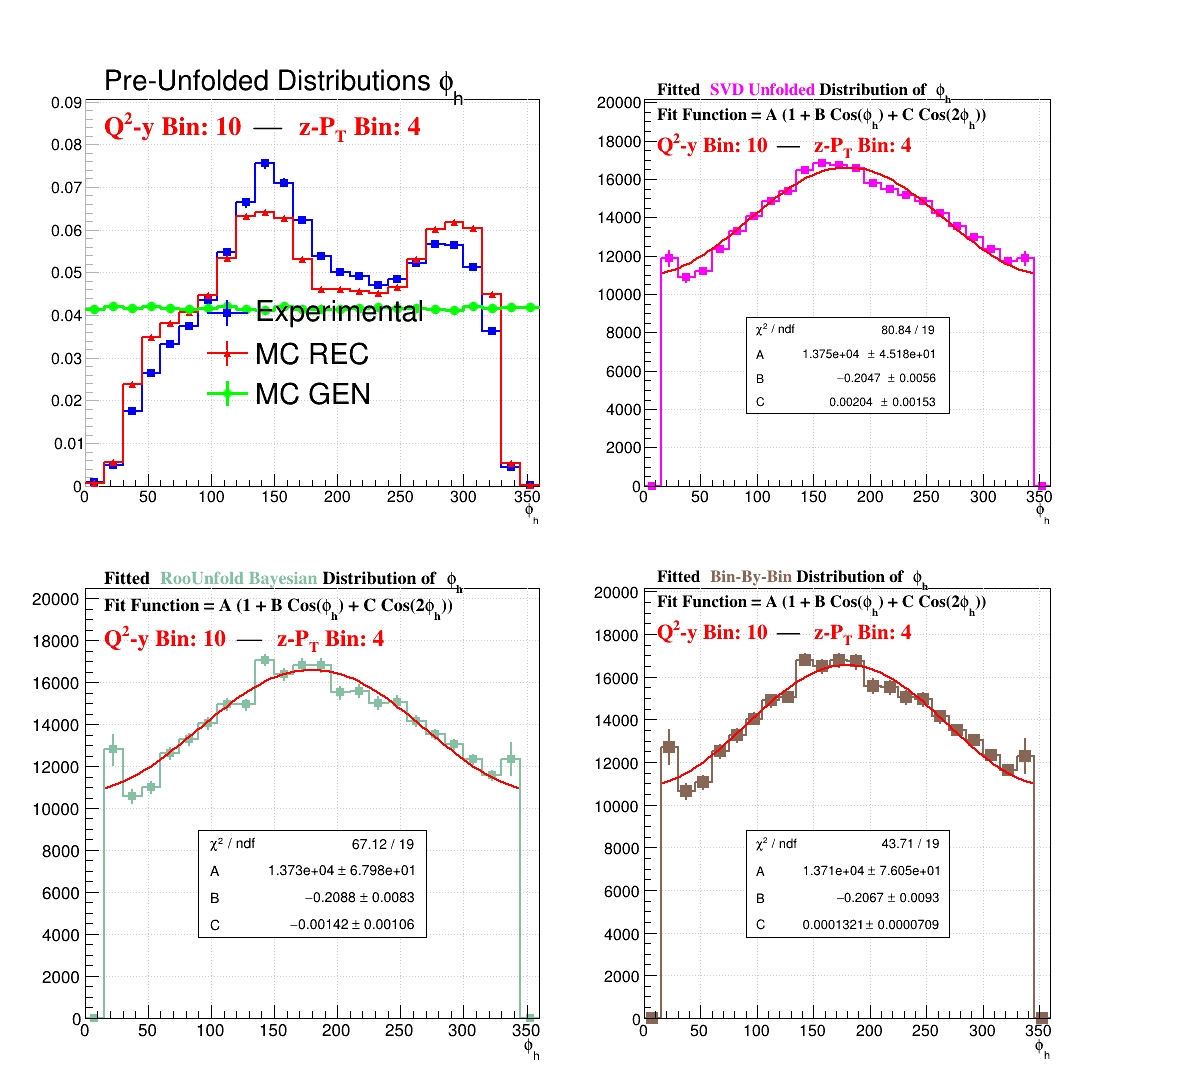 Pre-Unfolded Distributions ϕh
Q2-y Bin: 10 — z-PT Bin: 4
0.09
0.08
0.07
0.06
0.05
0.04
0.03
0.02
0.01
0
Experimental
MC REC
MC GEN
0 50 100 150 200 250 300 350
ϕh
Fitted SVD Unfolded Distribution of ϕh
Fit Function = A (1 + B Cos(ϕh) + C Cos(2ϕh))
Q2-y Bin: 10 — z-PT Bin: 4
20000
18000
16000
14000
12000
10000
8000
6000
4000
2000
0
χ2 / ndf 80.84 / 19
A 1.375e+04 ± 4.518e+01
B −0.2047 ± 0.0056
C 0.00204 ± 0.00153
0 50 100 150 200 250 300 350
ϕh
Fitted RooUnfold Bayesian Distribution of ϕh
Fit Function = A (1 + B Cos(ϕh) + C Cos(2ϕh))
Q2-y Bin: 10 — z-PT Bin: 4
20000
18000
16000
14000
12000
10000
8000
6000
4000
2000
0
χ2 / ndf 67.12 / 19
A 1.373e+04 ± 6.798e+01
B −0.2088 ± 0.0083
C −0.00142 ± 0.00106
0 50 100 150 200 250 300 350
ϕh
Fitted Bin-By-Bin Distribution of ϕh
Fit Function = A (1 + B Cos(ϕh) + C Cos(2ϕh))
Q2-y Bin: 10 — z-PT Bin: 4
20000
18000
16000
14000
12000
10000
8000
6000
4000
2000
0
χ2 / ndf 43.71 / 19
A 1.371e+04 ± 7.605e+01
B −0.2067 ± 0.0093
C 0.0001321 ± 0.0000709
0 50 100 150 200 250 300 350
ϕh